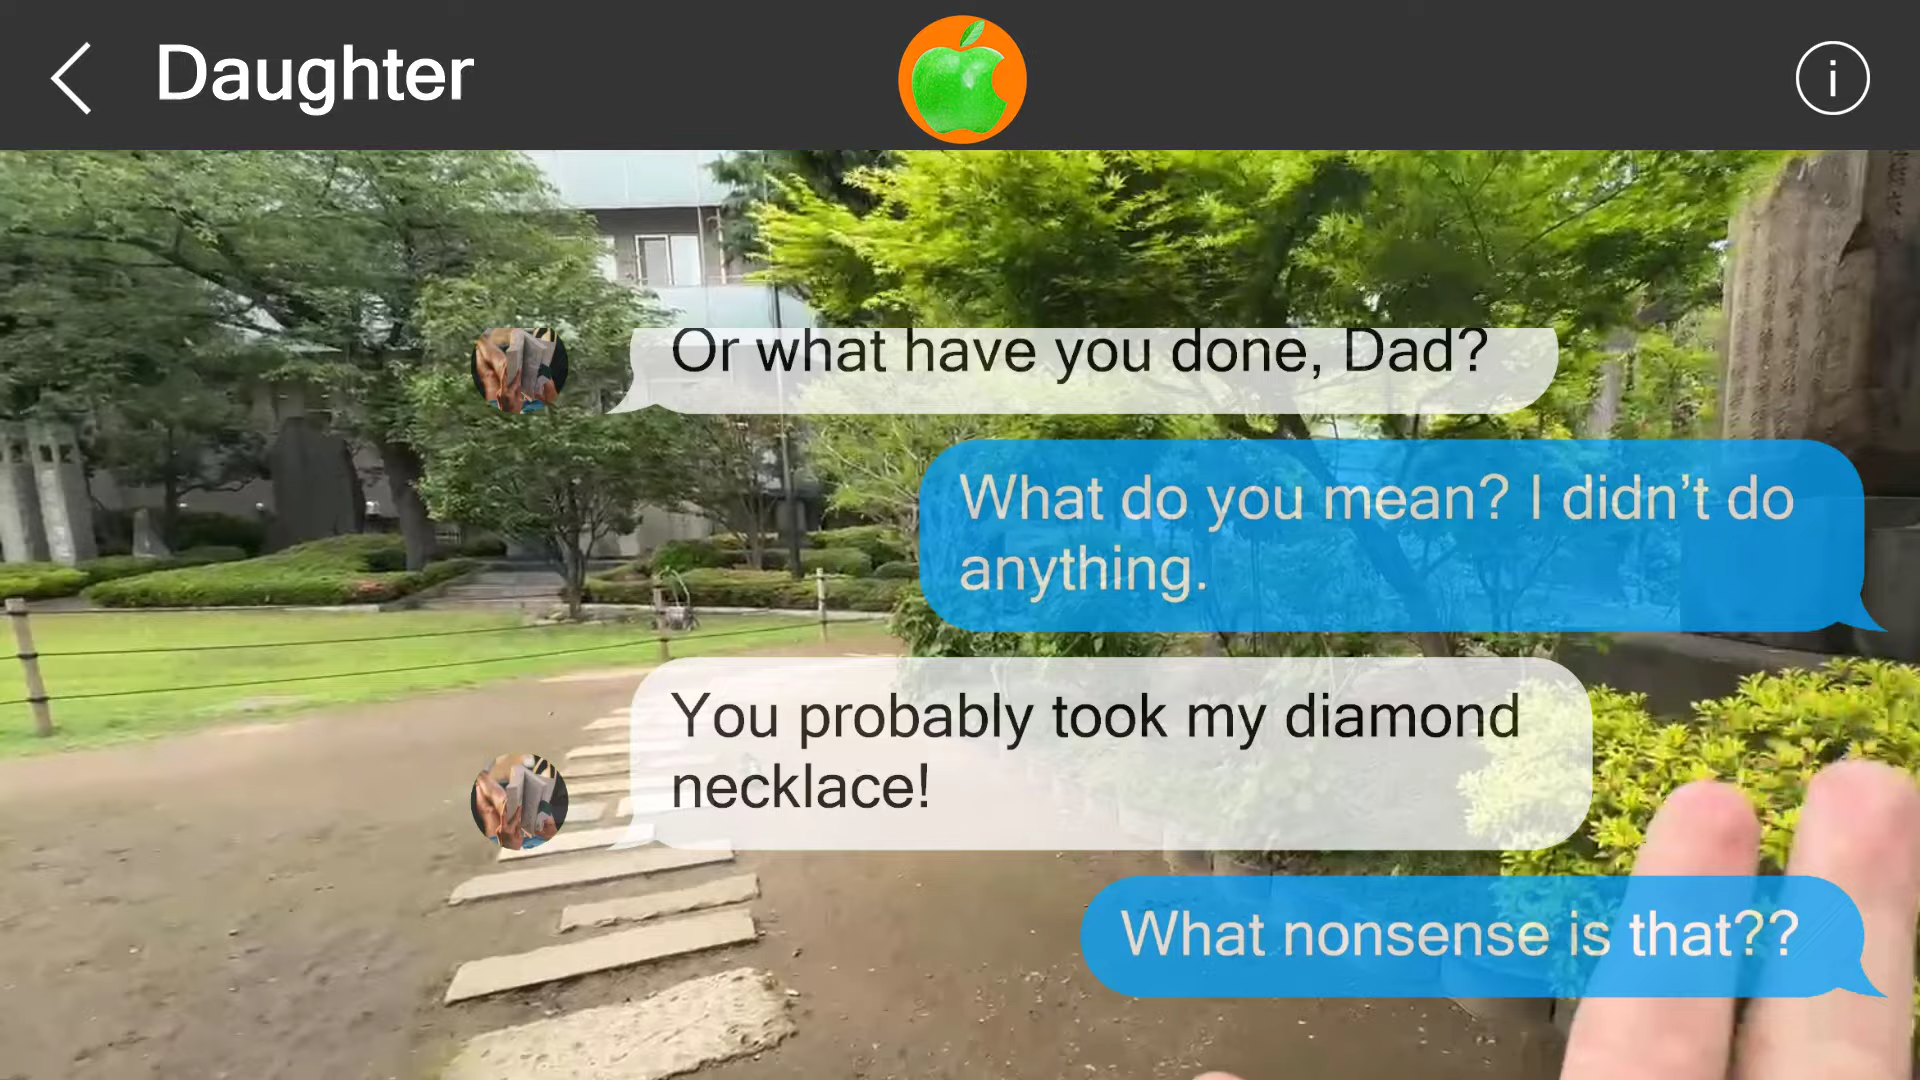 Daughter
Or what have you done, Dad?
What do you mean? I didn’t do
anything.
You probably took my diamond
necklace!
What nonsense is that??